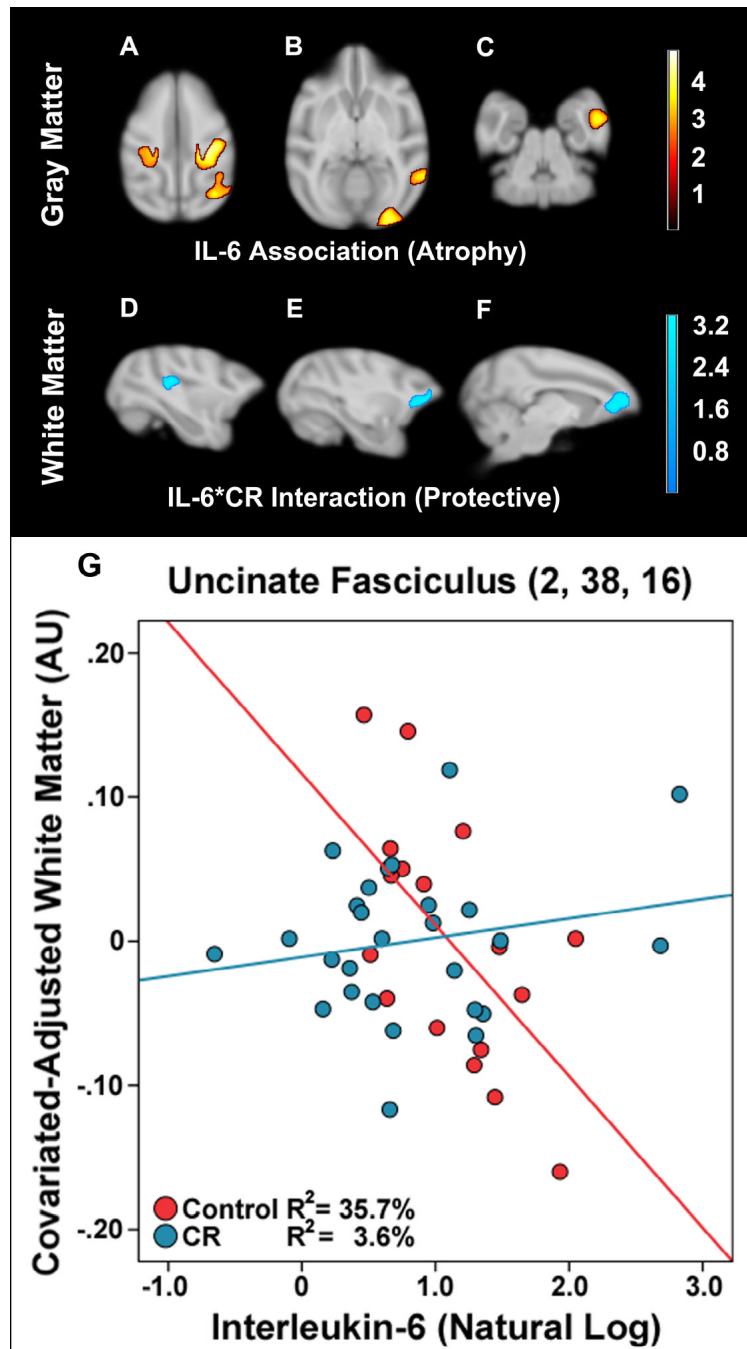 A B C
Gray Matter
4
3
2
1
IL-6 Association (Atrophy)
D E F
White Matter
3.2
2.4
1.6
0.8
IL-6*CR Interaction (Protective)
G
Uncinate Fasciculus (2, 38, 16)
Covariated-Adjusted White Matter (AU)
.20
.10
0
-.10
-.20
Control R²= 35.7%
CR R²= 3.6%
-1.0 0 1.0 2.0 3.0
Interleukin-6 (Natural Log)